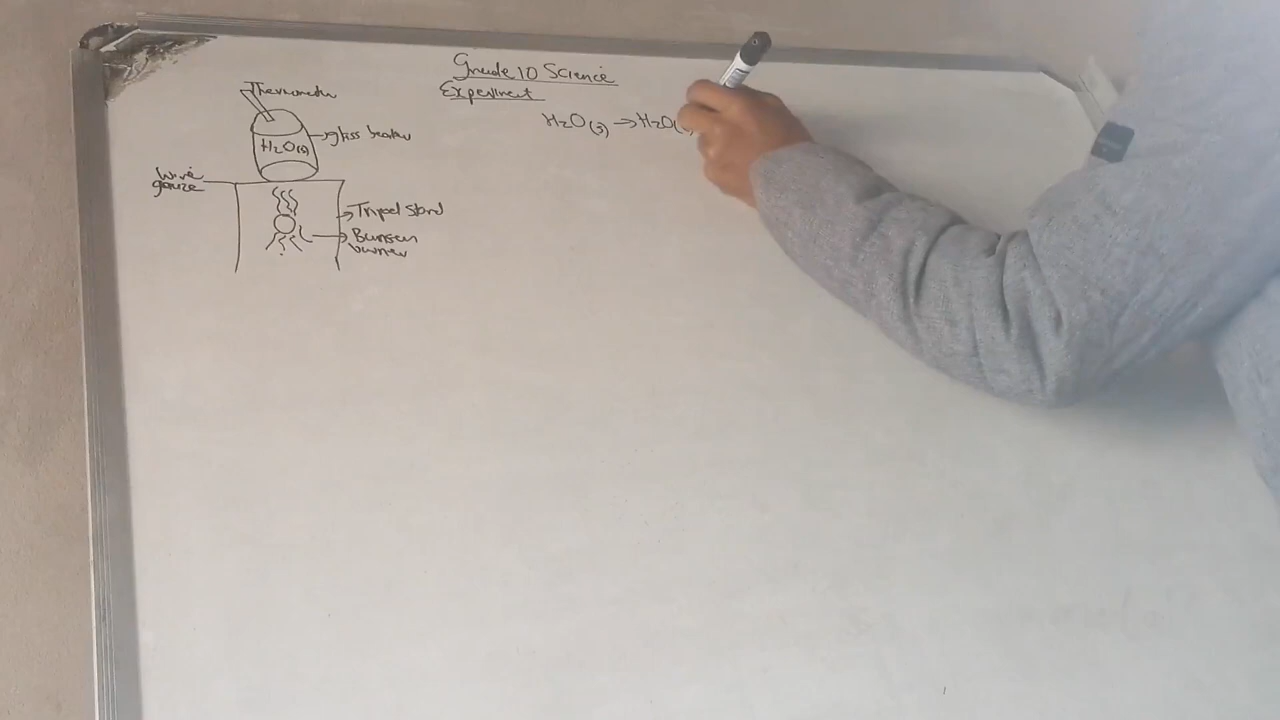 Grade 10 Science
Experiment
H₂O(s) → H₂O(
Thermometer
H₂O(s)
glass beaker
wire
gauze
Tripod stand
Bunsen
burner